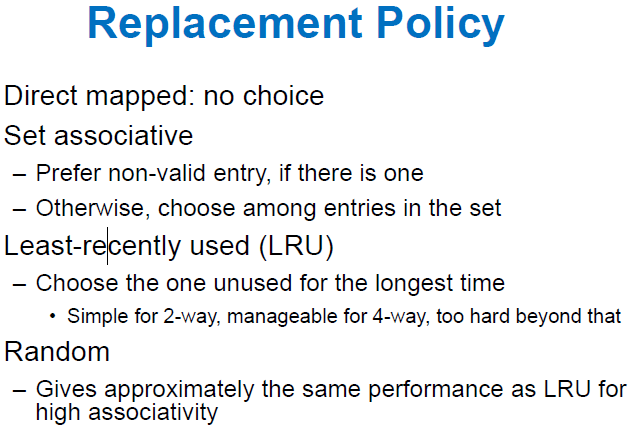 Replacement Policy
Direct mapped: no choice
Set associative
– Prefer non-valid entry, if there is one
– Otherwise, choose among entries in the set
Least-recently used (LRU)
– Choose the one unused for the longest time
• Simple for 2-way, manageable for 4-way, too hard beyond that
Random
– Gives approximately the same performance as LRU for
high associativity